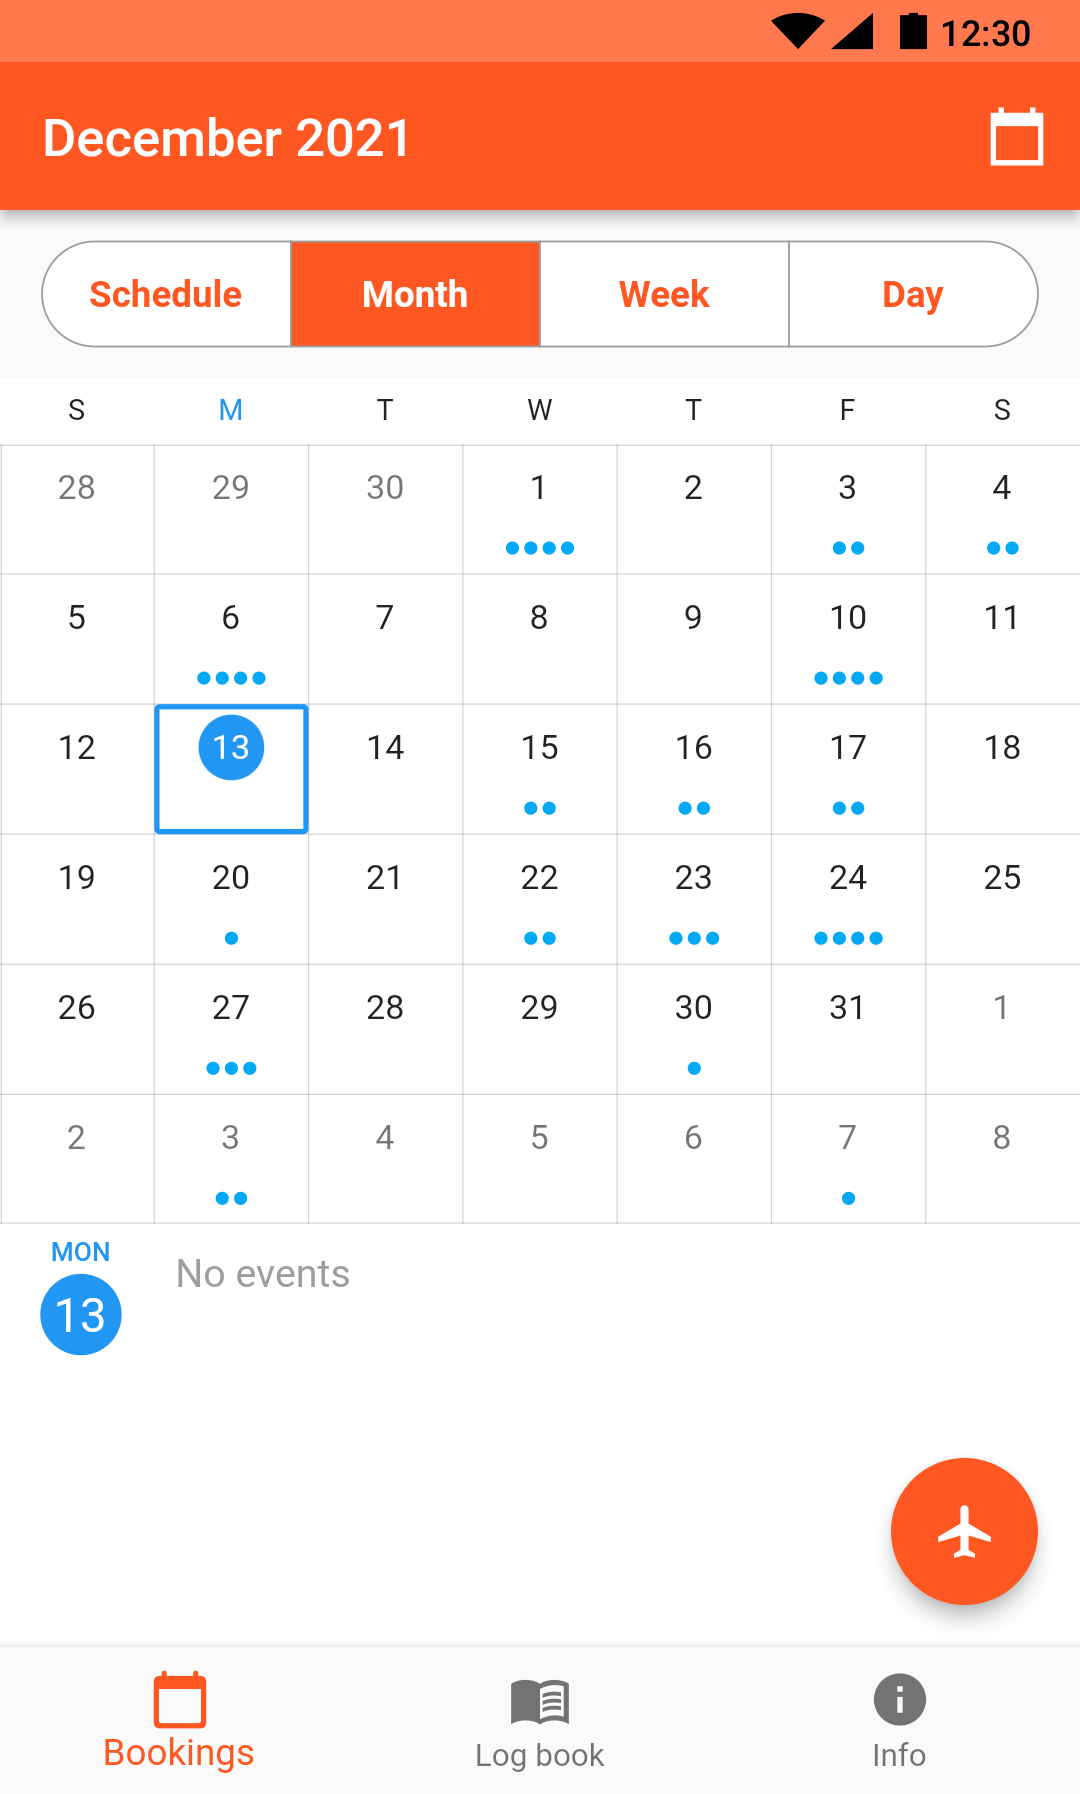 12:30
December 2021
Schedule Month Week Day
S M T W T F S
28 29 30 1 2 3 4
5 6 7 8 9 10 11
12 13 14 15 16 17 18
19 20 21 22 23 24 25
26 27 28 29 30 31 1
2 3 4 5 6 7 8
MON
No events
13
Bookings Log book Info